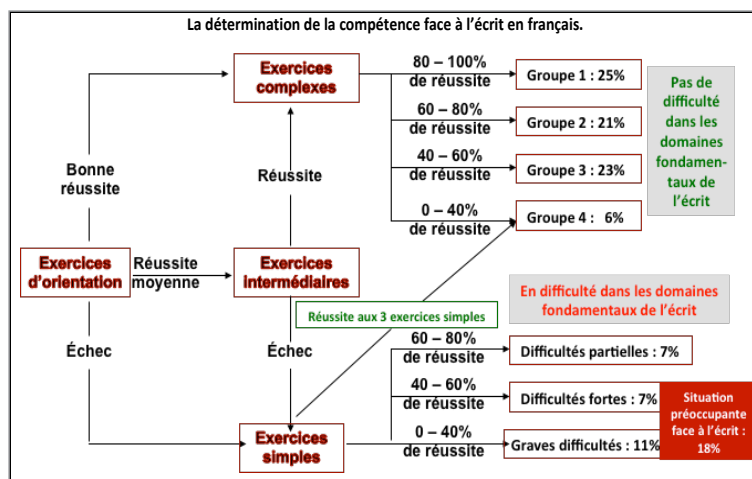 La détermination de la compétence face à l'écrit en français.
Exercices
complexes
80 – 100%
de réussite
Groupe 1 : 25%
60 – 80%
de réussite
Groupe 2 : 21%
40 – 60%
de réussite
Groupe 3 : 23%
0 – 40%
de réussite
Groupe 4 : 6%
Pas de
difficulté
dans les
domaines
fondamen-
taux de
l'écrit
Bonne
réussite
Réussite
Exercices
d'orientation
Réussite
moyenne
Exercices
intermédiaires
En difficulté dans les domaines
fondamentaux de l'écrit
Réussite aux 3 exercices simples
Échec
Échec
60 – 80%
de réussite
Difficultés partielles : 7%
40 – 60%
de réussite
Difficultés fortes : 7%
0 – 40%
de réussite
Graves difficultés : 11%
Situation
préoccupante
face à l'écrit :
18%
Exercices
simples